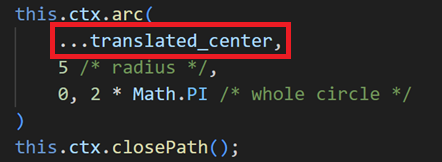 this.ctx.arc(
...translated_center,
5 /* radius */,
0, 2 * Math.PI /* whole circle */
)
this.ctx.closePath();